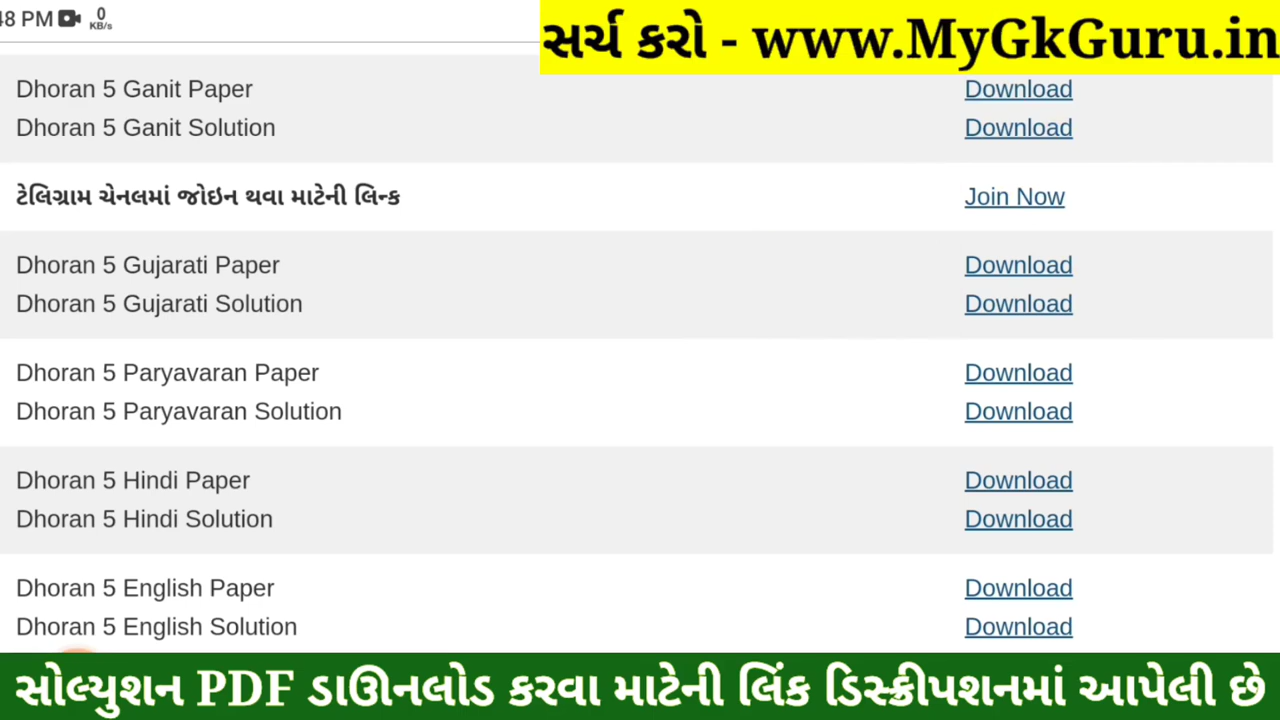 48 PM 0 KB/s
સર્ચ કરો - www.MyGkGuru.in
Dhoran 5 Ganit Paper Download
Dhoran 5 Ganit Solution Download
ટેલિગ્રામ ચેનલમાં જોઇન થવા માટેની લિન્ક Join Now
Dhoran 5 Gujarati Paper Download
Dhoran 5 Gujarati Solution Download
Dhoran 5 Paryavaran Paper Download
Dhoran 5 Paryavaran Solution Download
Dhoran 5 Hindi Paper Download
Dhoran 5 Hindi Solution Download
Dhoran 5 English Paper Download
Dhoran 5 English Solution Download
સોલ્યુશન PDF ડાઊનલોડ કરવા માટેની લિંક ડિસ્ક્રીપશનમાં આપેલી છે